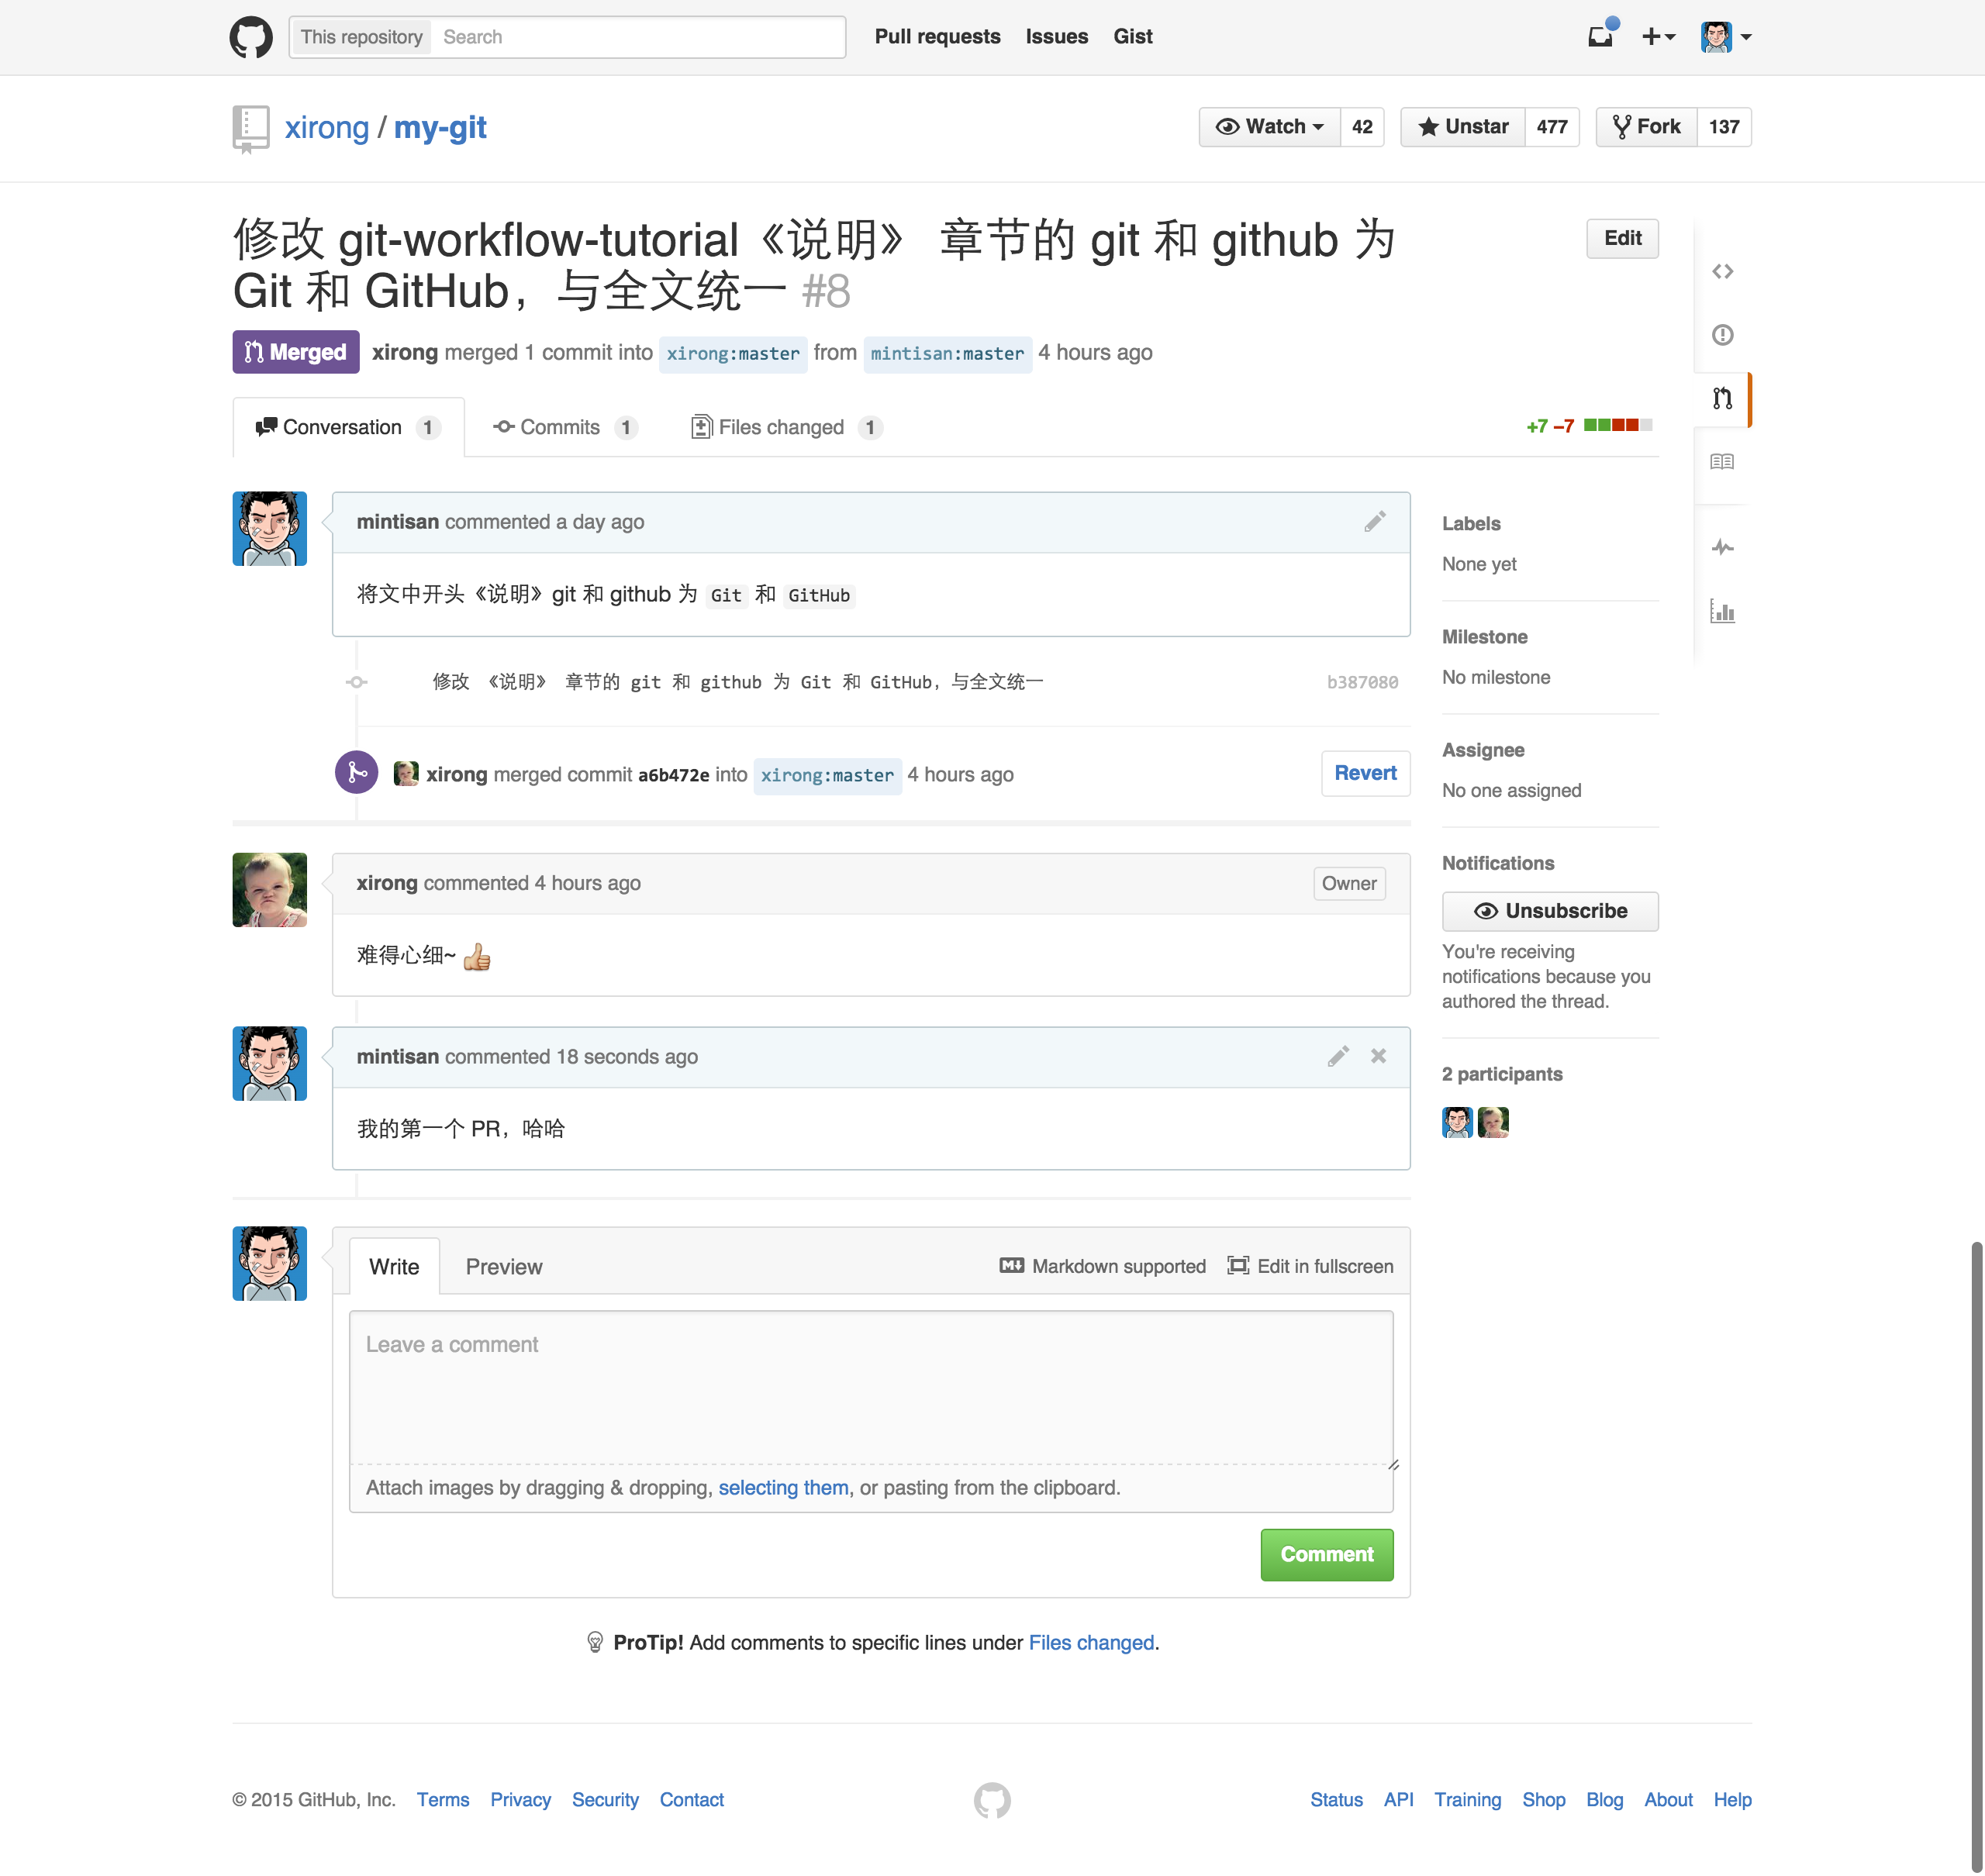 This repository Search Pull requests Issues Gist
xirong / my-git Watch 42 Unstar 477 Fork 137
修改 git-workflow-tutorial《说明》 章节的 git 和 github 为
Git 和 GitHub，与全文统一 #8
Edit
Merged xirong merged 1 commit into xirong:master from mintisan:master 4 hours ago
Conversation 1 Commits 1 Files changed 1 +7 −7
mintisan commented a day ago
将文中开头《说明》git 和 github 为 Git 和 GitHub
修改 《说明》 章节的 git 和 github 为 Git 和 GitHub，与全文统一 b387080
xirong merged commit a6b472e into xirong:master 4 hours ago Revert
xirong commented 4 hours ago Owner
难得心细~ 👍
mintisan commented 18 seconds ago
我的第一个 PR，哈哈
Labels
None yet
Milestone
No milestone
Assignee
No one assigned
Notifications
Unsubscribe
You're receiving
notifications because you
authored the thread.
2 participants
Write Preview Markdown supported Edit in fullscreen
Leave a comment
Attach images by dragging & dropping, selecting them, or pasting from the clipboard.
Comment
ProTip! Add comments to specific lines under Files changed.
© 2015 GitHub, Inc. Terms Privacy Security Contact Status API Training Shop Blog About Help